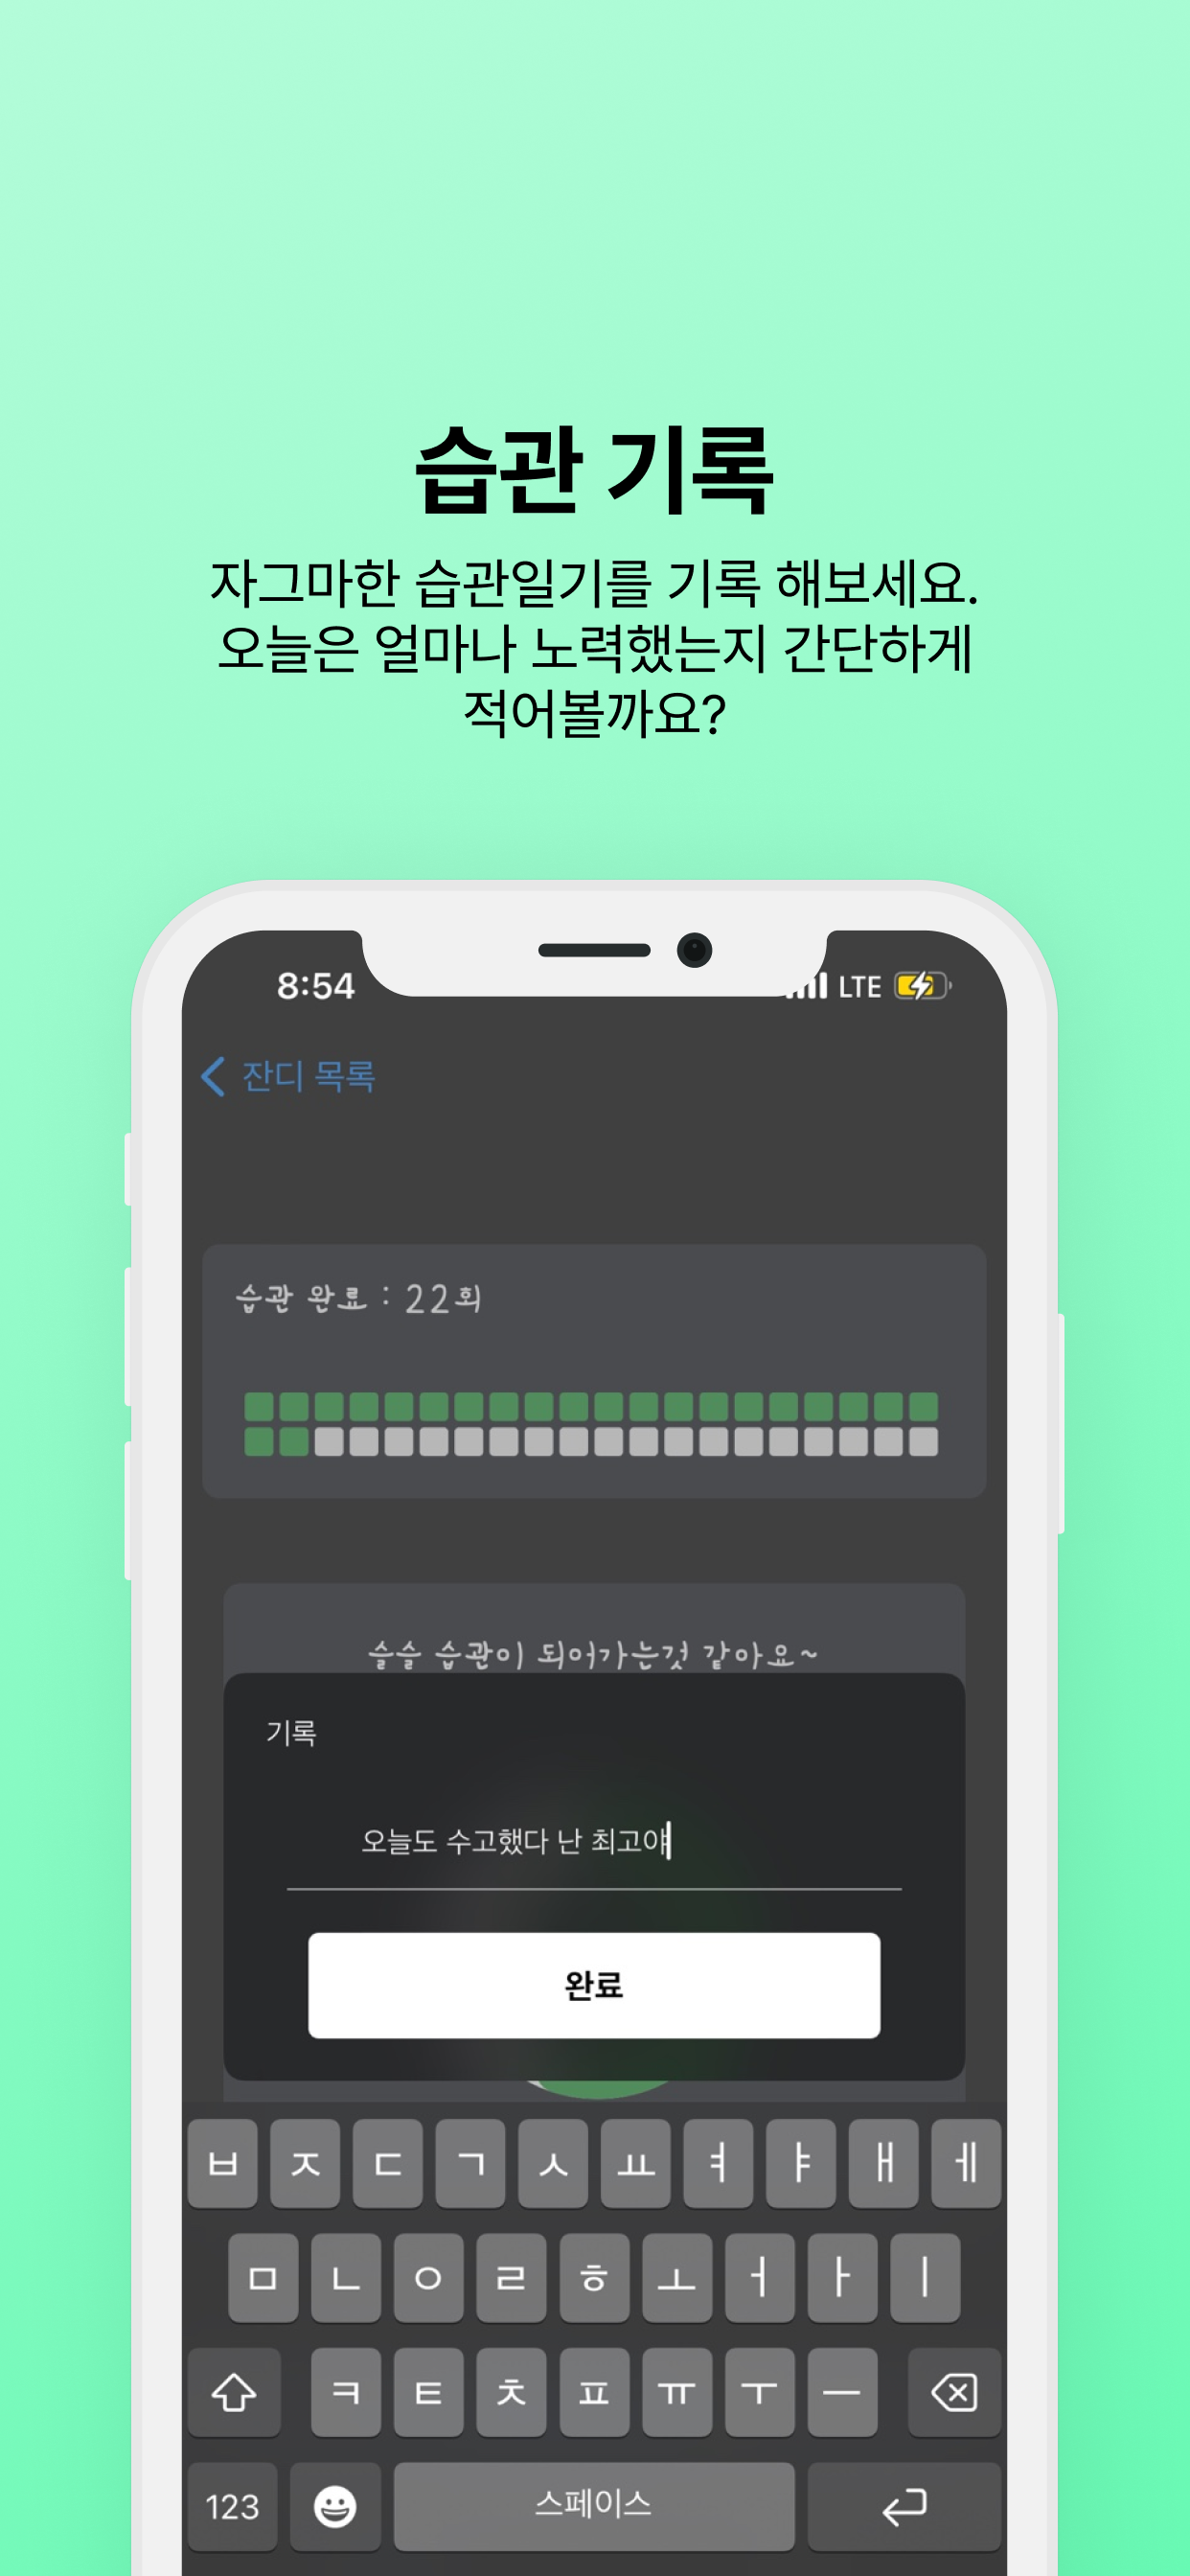 습관 기록
자그마한 습관일기를 기록 해보세요.
오늘은 얼마나 노력했는지 간단하게
적어볼까요?
8:54
LTE
잔디 목록
습관 완료 : 22회
슬슬 습관이 되어가는것 같아요~
기록
오늘도 수고했다 난 최고야
완료
ㅂ ㅈ ㄷ ㄱ ㅅ ㅛ ㅕ ㅑ ㅐ ㅔ
ㅁ ㄴ ㅇ ㄹ ㅎ ㅗ ㅓ ㅏ ㅣ
ㅋ ㅌ ㅊ ㅍ ㅠ ㅜ ㅡ
123 스페이스